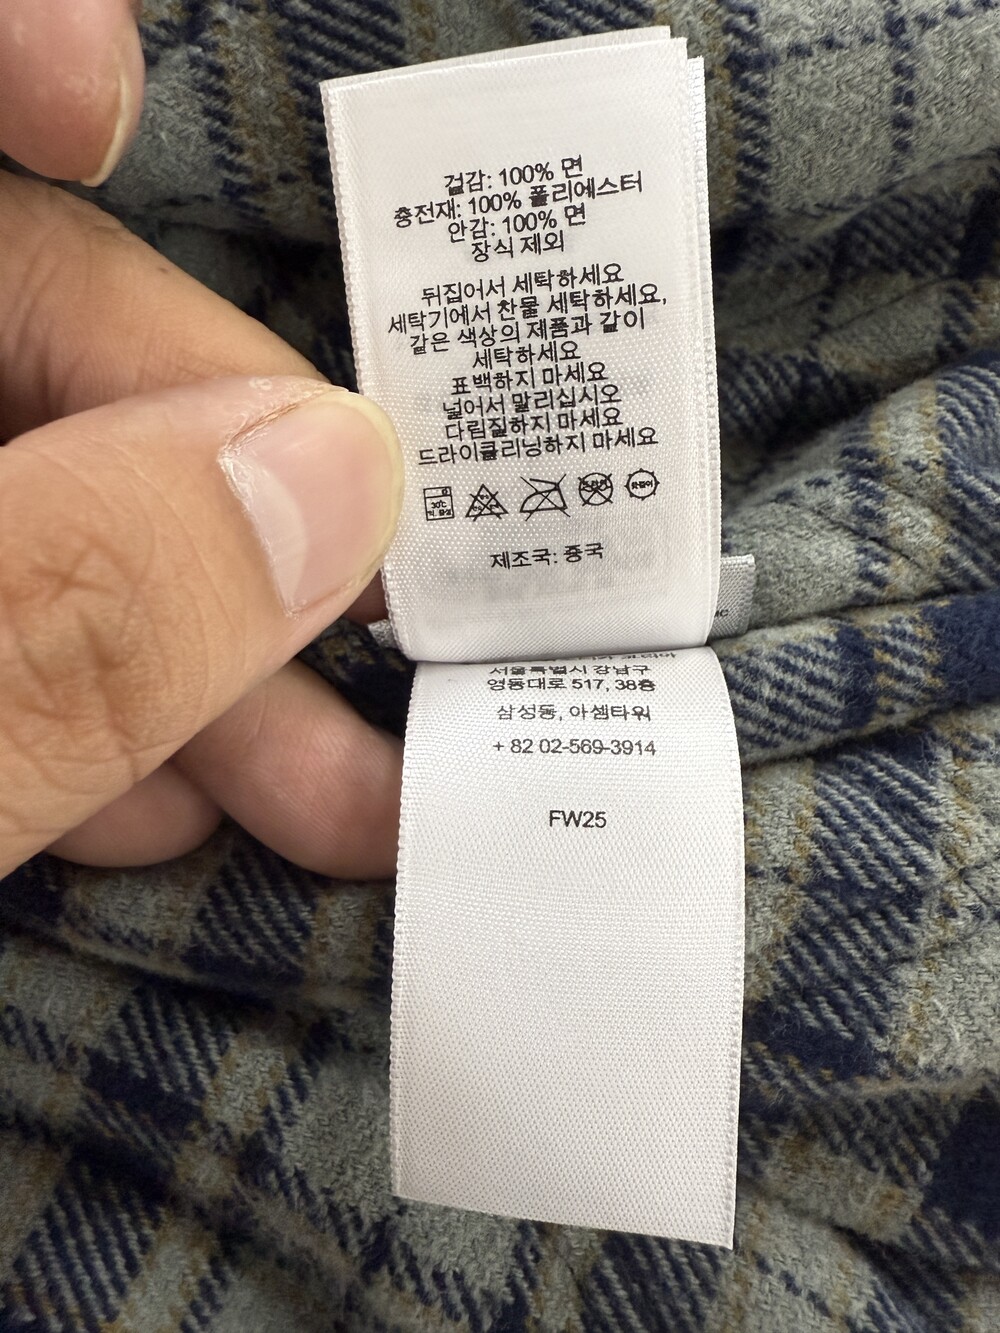 겉감: 100% 면
충전재: 100% 폴리에스터
안감: 100% 면
장식 제외
뒤집어서 세탁하세요
세탁기에서 찬물 세탁하세요,
같은 색상의 제품과 같이
세탁하세요
표백하지 마세요
널어서 말리십시오
다림질하지 마세요
드라이클리닝하지 마세요
30℃
제조국: 중국
서울특별시 강남구
영동대로 517, 38층
삼성동, 아셈타워
+ 82 02-569-3914
FW25